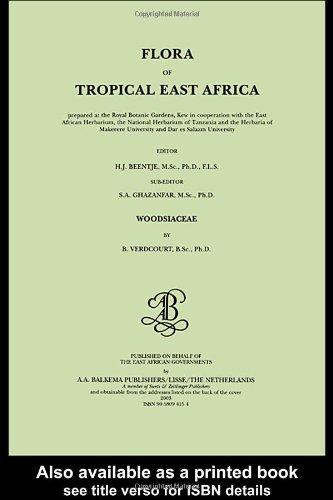 FLORA
OF
TROPICAL EAST AFRICA
prepared at the Royal Botanic Gardens, Kew in cooperation with the East
African Herbarium, the National Herbarium of Tanzania and the Herbaria of
Makerere University and Dar es Salaam University
EDITOR
H.J. BEENTJE, M.Sc., Ph.D., F.L.S.
SUB-EDITOR
S.A. GHAZANFAR, M.Sc., Ph.D.
WOODSIACEAE
BY
B. VERDCOURT, B.Sc., Ph.D.
AB
PUBLISHED ON BEHALF OF
THE EAST AFRICAN GOVERNMENTS
by
A.A. BALKEMA PUBLISHERS/LISSE/THE NETHERLANDS
A member of Swets & Zeitlinger Publishers
and obtainable from the addresses listed on the back of the cover
2003
ISBN 90 5809 415 4
Also available as a printed book
see title verso for ISBN details